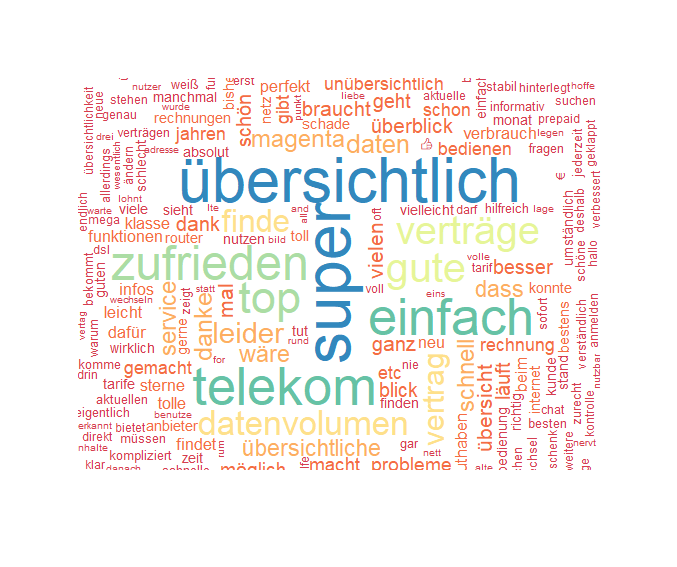 nutzer weiß
erst
stehen manchmal
perfekt
unübersichtlich
einfach
stabil hinterlegt
hoffe
neue
wurde
netz
gibt
punkt
liebe
aktuelle
informativ
suchen
genau
rechnungen
schön
braucht
geht
schon
monat prepaid
übersichtlichkeit
drei
verträgen
jahren
schade
überblick
verbrauch
legen
allerdings
wesentlich
ändern
schlecht
adresse
absolut
magenta
daten
👍
bedienen
fragen
jederzeit
geklappt
übersichtlich
€
endlich
lohnt
warte
mega
viele
sieht
lte
and
all
oft
vielleicht
darf
hilfreich
lage
umständlich
schöne
deshalb
hallo
verbessert
klasse
dank
finde
super
vielen
verträge
funktionen
router
nutzen
bild
toll
dsl
guten
bekommt
zufrieden
gute
volle
tarif
besser
infos
wechseln
zeigt
gerne
service
statt
danke
mal
top
voll
eins
dass
konnte
vertag
warum
leicht
dafür
wirklich
leider
tut
rund
einfach
sofort
bestens
stand
verständlich
anmelden
wäre
for
ganz
neu
rechnung
komme
drin
gemacht
nie
etc
blick
vertrag
schnell
übersicht
läuft
beim
internet
kunde
nutzbar
tarife
sterne
telekom
finden
richtig
aktuellen
tolle
benutze
chat
zurecht
kontrolle
eigentlich
datenvolumen
bedienung
besten
erkannt
bietet
anbieter
direkt
müssen
findet
übersichtliche
gar
nett
weitere
nervt
kompliziert
zeit
klar
macht
probleme
alte